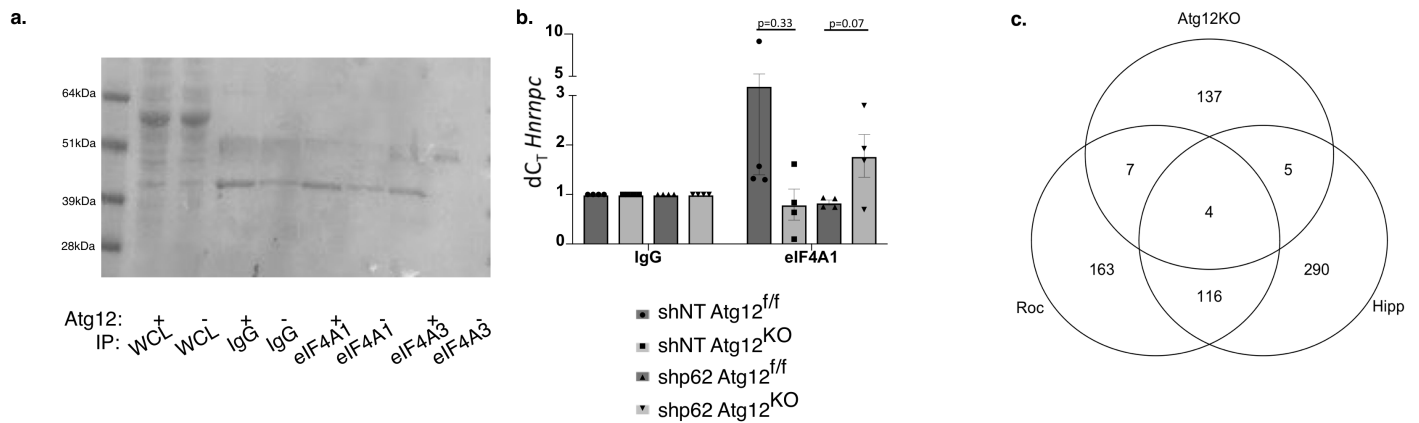 a.
64kDa
51kDa
39kDa
28kDa
Atg12: + - + - + - + -
IP: WCL WCL IgG IgG eIF4A1 eIF4A1 eIF4A3 eIF4A3
b.
p=0.33 p=0.07
dCT Hnrnpc
10
5
3
2
1
0
IgG eIF4A1
shNT Atg12f/f
shNT Atg12KO
shp62 Atg12f/f
shp62 Atg12KO
c.
Atg12KO
137
7 5
4
163 290
116
Roc Hipp